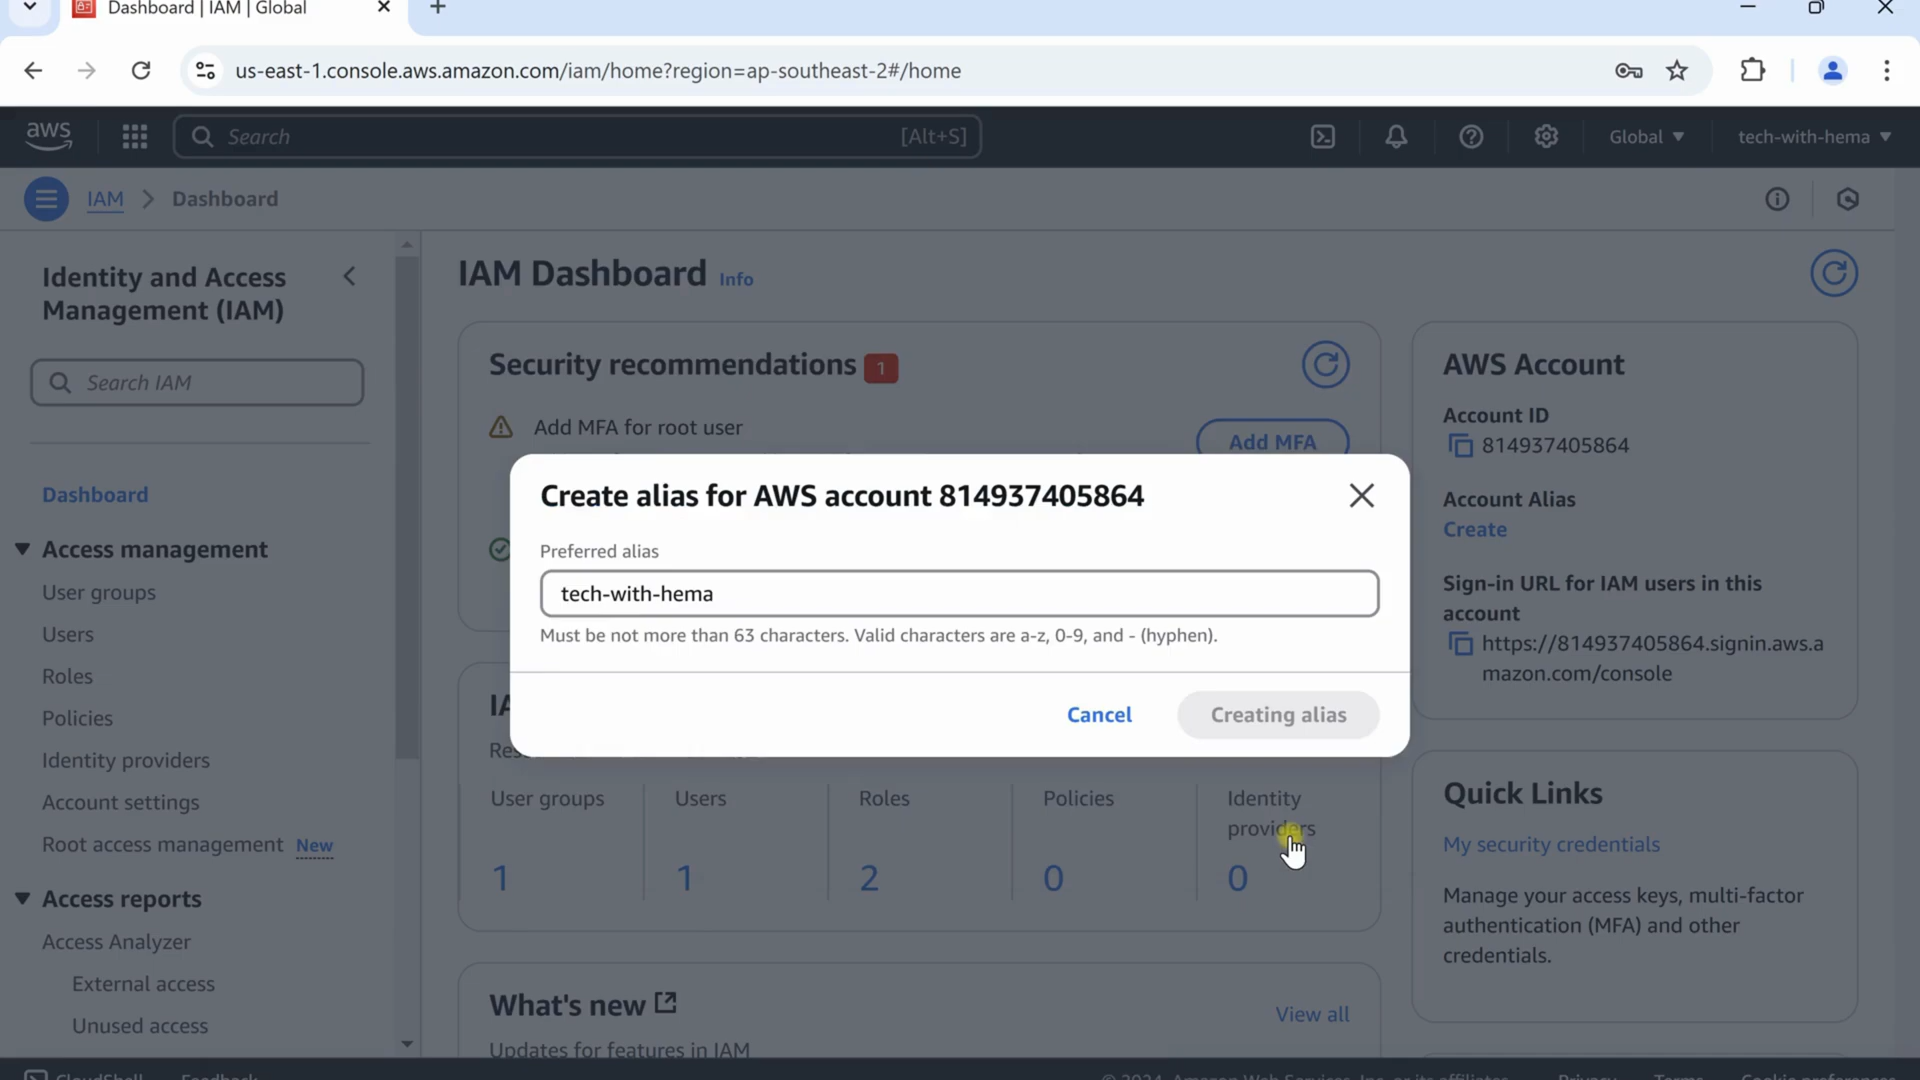 Dashboard | IAM | Global
us-east-1.console.aws.amazon.com/iam/home?region=ap-southeast-2#/home
aws
Search
[Alt+S]
Global
tech-with-hema
IAM
Dashboard
Identity and Access
Management (IAM)
Search IAM
Dashboard
Access management
User groups
Users
Roles
Policies
Identity providers
Account settings
Root access management New
Access reports
Access Analyzer
External access
Unused access
IAM Dashboard Info
Security recommendations 1
Add MFA for root user
Add MFA
Create alias for AWS account 814937405864
Preferred alias
tech-with-hema
Must be not more than 63 characters. Valid characters are a-z, 0-9, and - (hyphen).
Cancel
Creating alias
User groups
Users
Roles
Policies
Identity
providers
1
1
2
0
0
What's new
View all
Updates for features in IAM
AWS Account
Account ID
814937405864
Account Alias
Create
Sign-in URL for IAM users in this
account
https://814937405864.signin.aws.a
mazon.com/console
Quick Links
My security credentials
Manage your access keys, multi-factor
authentication (MFA) and other
credentials.
CloudShell
Feedback
© 2024, Amazon Web Services, Inc. or its affiliates.
Privacy
Terms
Cookie preferences